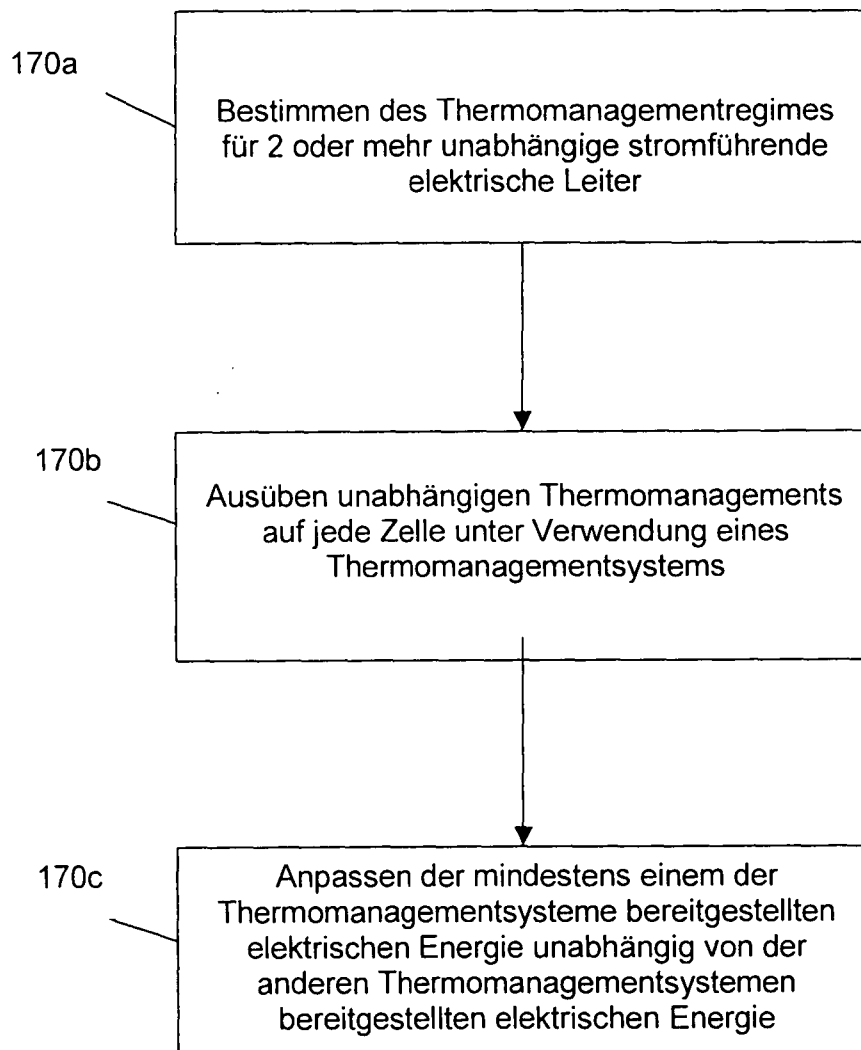 170a
Bestimmen des Thermomanagementregimes
für 2 oder mehr unabhängige stromführende
elektrische Leiter
170b
Ausüben unabhängigen Thermomanagements
auf jede Zelle unter Verwendung eines
Thermomanagementsystems
170c
Anpassen der mindestens einem der
Thermomanagementsysteme bereitgestellten
elektrischen Energie unabhängig von der
anderen Thermomanagementsystemen
bereitgestellten elektrischen Energie